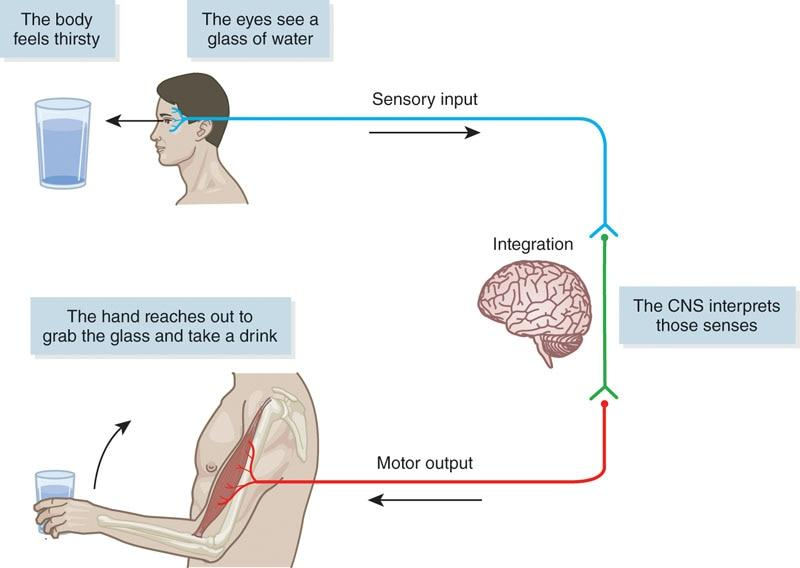 The body
feels thirsty
The eyes see a
glass of water
Sensory input
Integration
The CNS interprets
those senses
The hand reaches out to
grab the glass and take a drink
Motor output